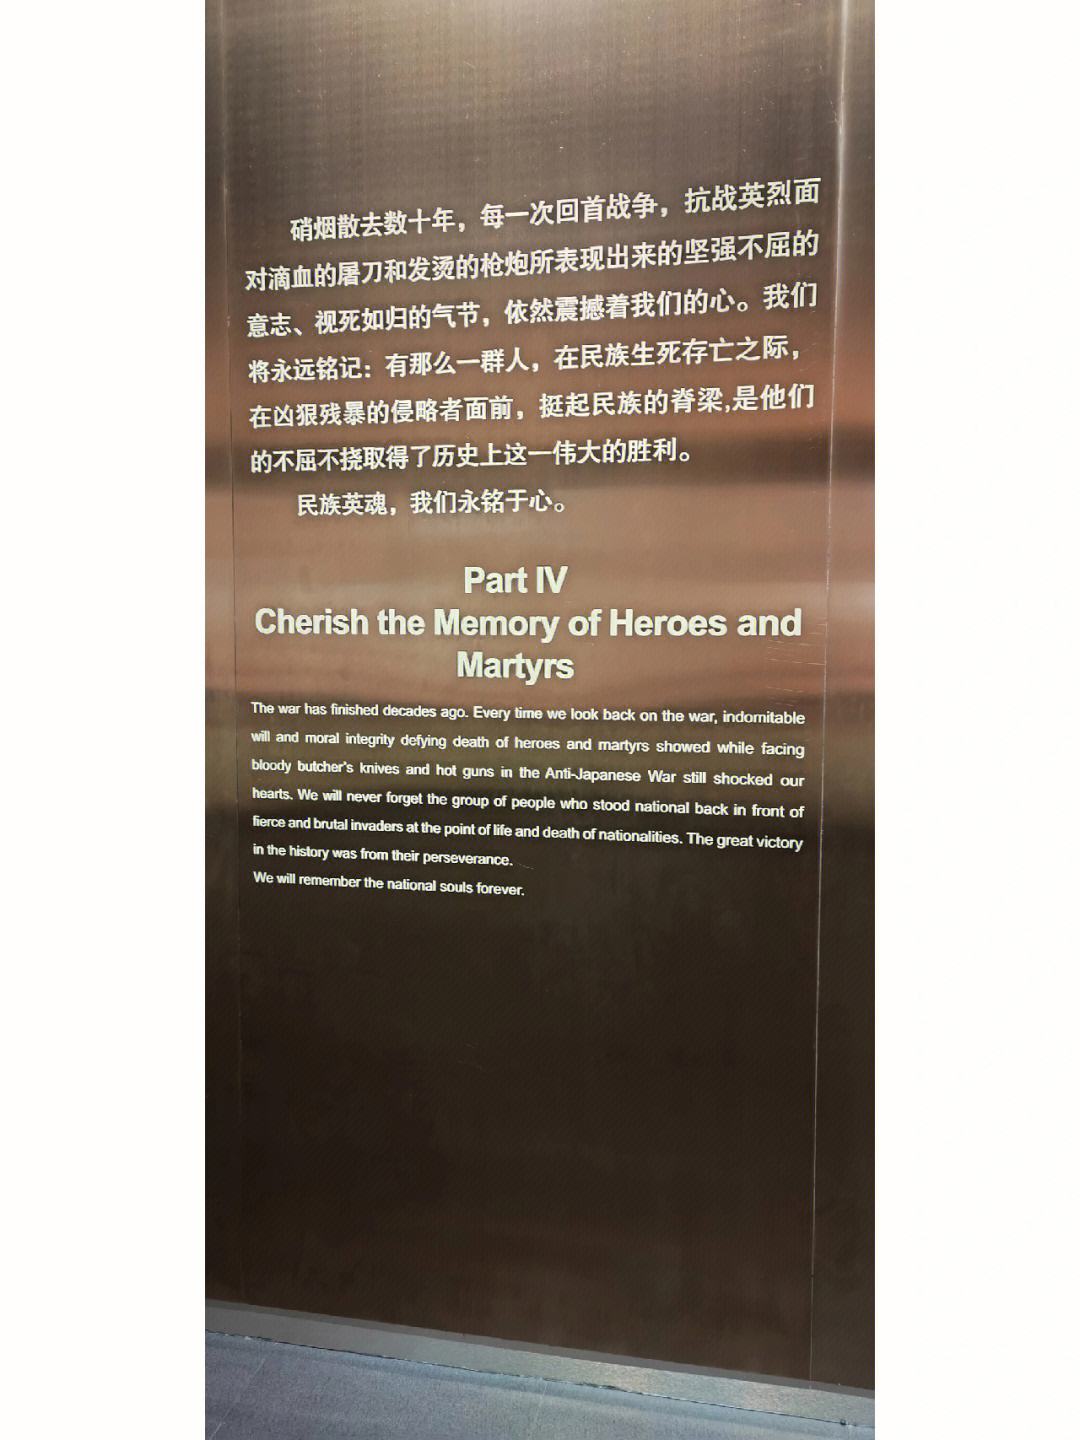 硝烟散去数十年，每一次回首战争，抗战英烈面
对滴血的屠刀和发烫的枪炮所表现出来的坚强不屈的
意志、视死如归的气节，依然震撼着我们的心。我们
将永远铭记：有那么一群人，在民族生死存亡之际，
在凶狠残暴的侵略者面前，挺起民族的脊梁,是他们
的不屈不挠取得了历史上这一伟大的胜利。
民族英魂，我们永铭于心。
Part IV
Cherish the Memory of Heroes and
Martyrs
The war has finished decades ago. Every time we look back on the war, indomitable
will and moral integrity defying death of heroes and martyrs showed while facing
bloody butcher's knives and hot guns in the Anti-Japanese War still shocked our
hearts. We will never forget the group of people who stood national back in front of
fierce and brutal invaders at the point of life and death of nationalities. The great victory
in the history was from their perseverance.
We will remember the national souls forever.